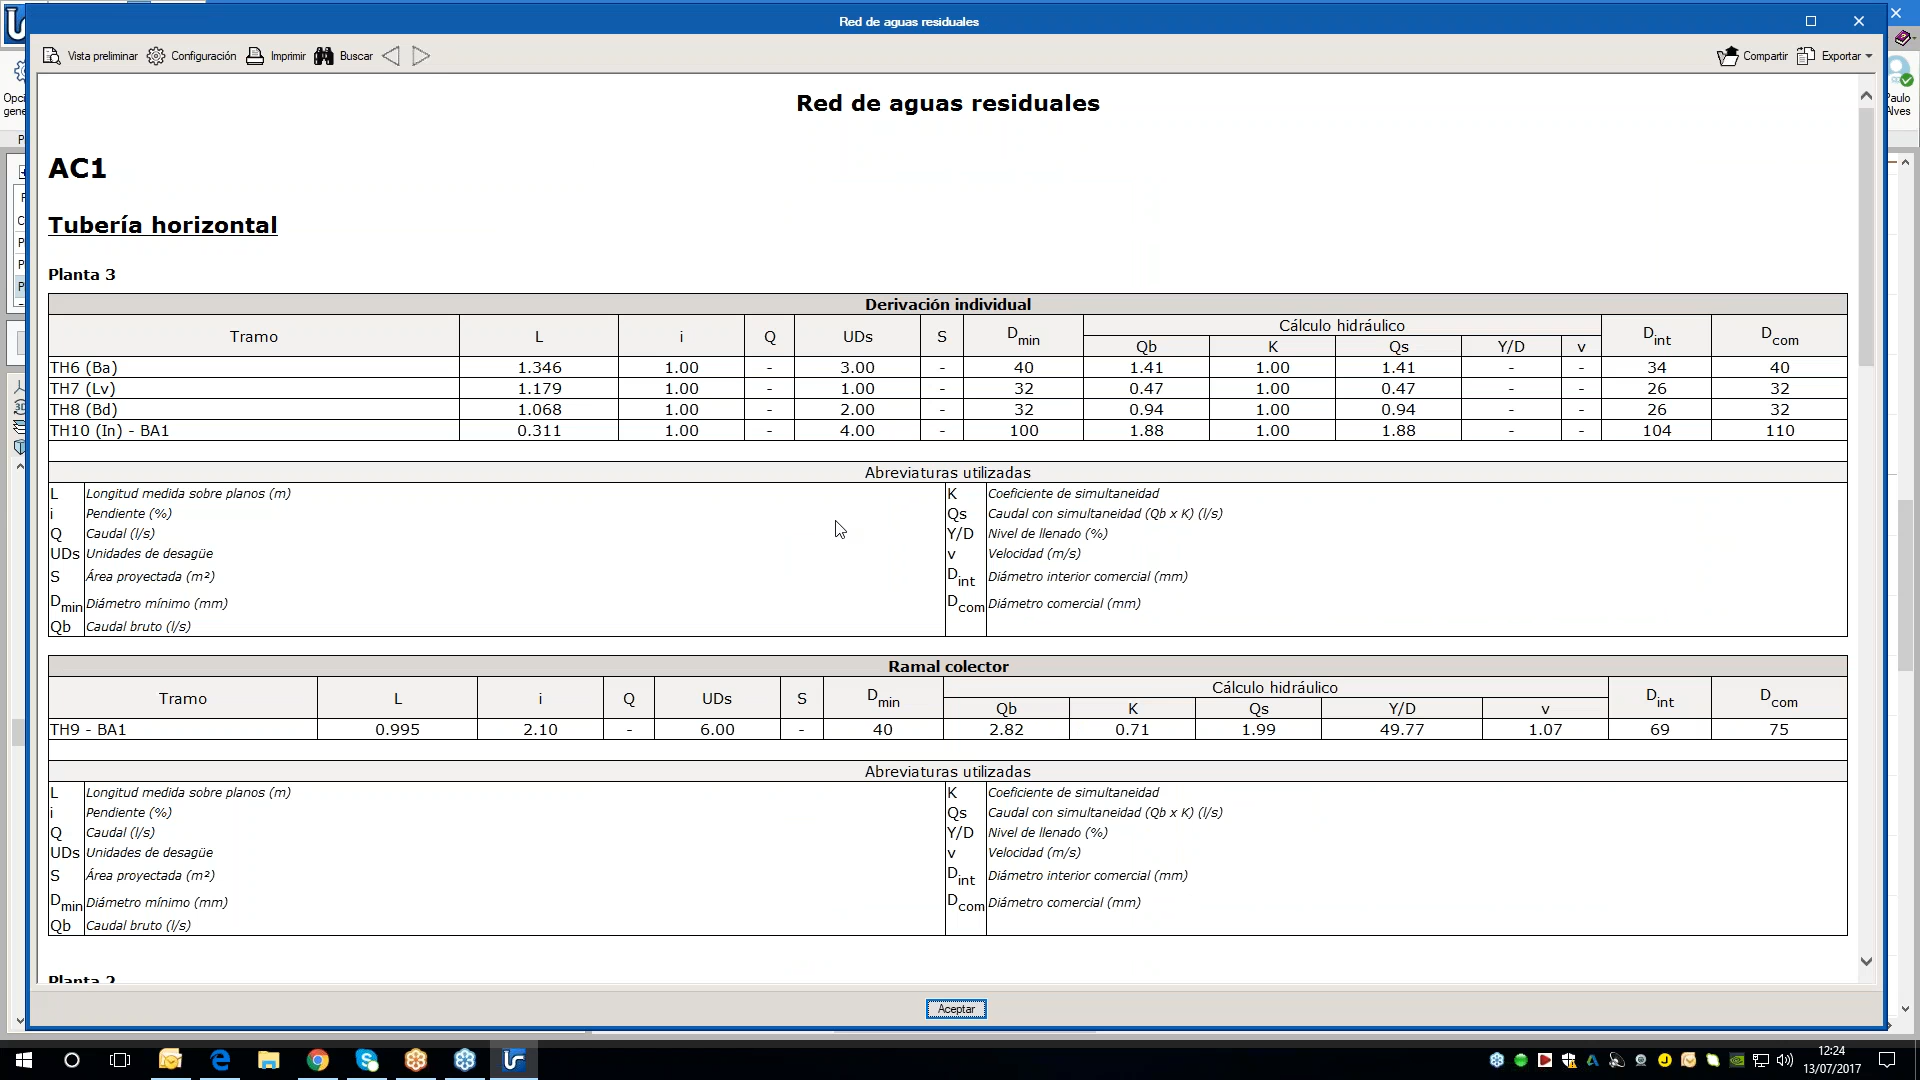 Red de aguas residuales
Vista preliminar Configuración Imprimir Buscar Compartir Exportar
Red de aguas residuales
AC1
Tubería horizontal
Planta 3
Derivación individual
Tramo L i Q UDs S Dmin Cálculo hidráulico Dint Dcom
Qb K Qs Y/D v
TH6 (Ba) 1.346 1.00 - 3.00 - 40 1.41 1.00 1.41 - - 34 40
TH7 (Lv) 1.179 1.00 - 1.00 - 32 0.47 1.00 0.47 - - 26 32
TH8 (Bd) 1.068 1.00 - 2.00 - 32 0.94 1.00 0.94 - - 26 32
TH10 (In) - BA1 0.311 1.00 - 4.00 - 100 1.88 1.00 1.88 - - 104 110
Abreviaturas utilizadas
L Longitud medida sobre planos (m) K Coeficiente de simultaneidad
i Pendiente (%) Qs Caudal con simultaneidad (Qb x K) (l/s)
Q Caudal (l/s) Y/D Nivel de llenado (%)
UDs Unidades de desagüe v Velocidad (m/s)
S Área proyectada (m²) Dint Diámetro interior comercial (mm)
Dmin Diámetro mínimo (mm) Dcom Diámetro comercial (mm)
Qb Caudal bruto (l/s)
Ramal colector
Tramo L i Q UDs S Dmin Cálculo hidráulico Dint Dcom
Qb K Qs Y/D v
TH9 - BA1 0.995 2.10 - 6.00 - 40 2.82 0.71 1.99 49.77 1.07 69 75
Abreviaturas utilizadas
L Longitud medida sobre planos (m) K Coeficiente de simultaneidad
i Pendiente (%) Qs Caudal con simultaneidad (Qb x K) (l/s)
Q Caudal (l/s) Y/D Nivel de llenado (%)
UDs Unidades de desagüe v Velocidad (m/s)
S Área proyectada (m²) Dint Diámetro interior comercial (mm)
Dmin Diámetro mínimo (mm) Dcom Diámetro comercial (mm)
Qb Caudal bruto (l/s)
Planta 2
Aceptar
12:24
13/07/2017